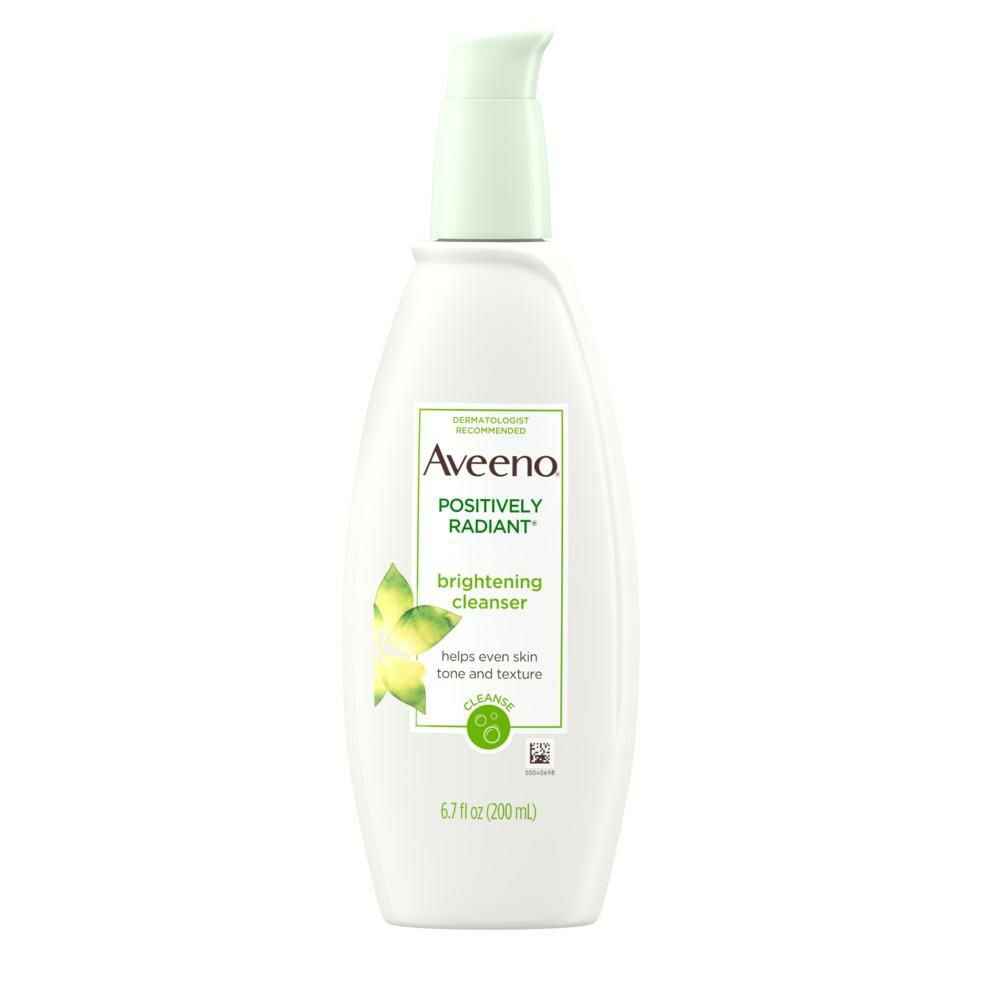 DERMATOLOGIST
RECOMMENDED
Aveeno®
POSITIVELY
RADIANT®
brightening
cleanser
helps even skin
tone and texture
CLEANSE
30040698
6.7 fl oz (200 mL)